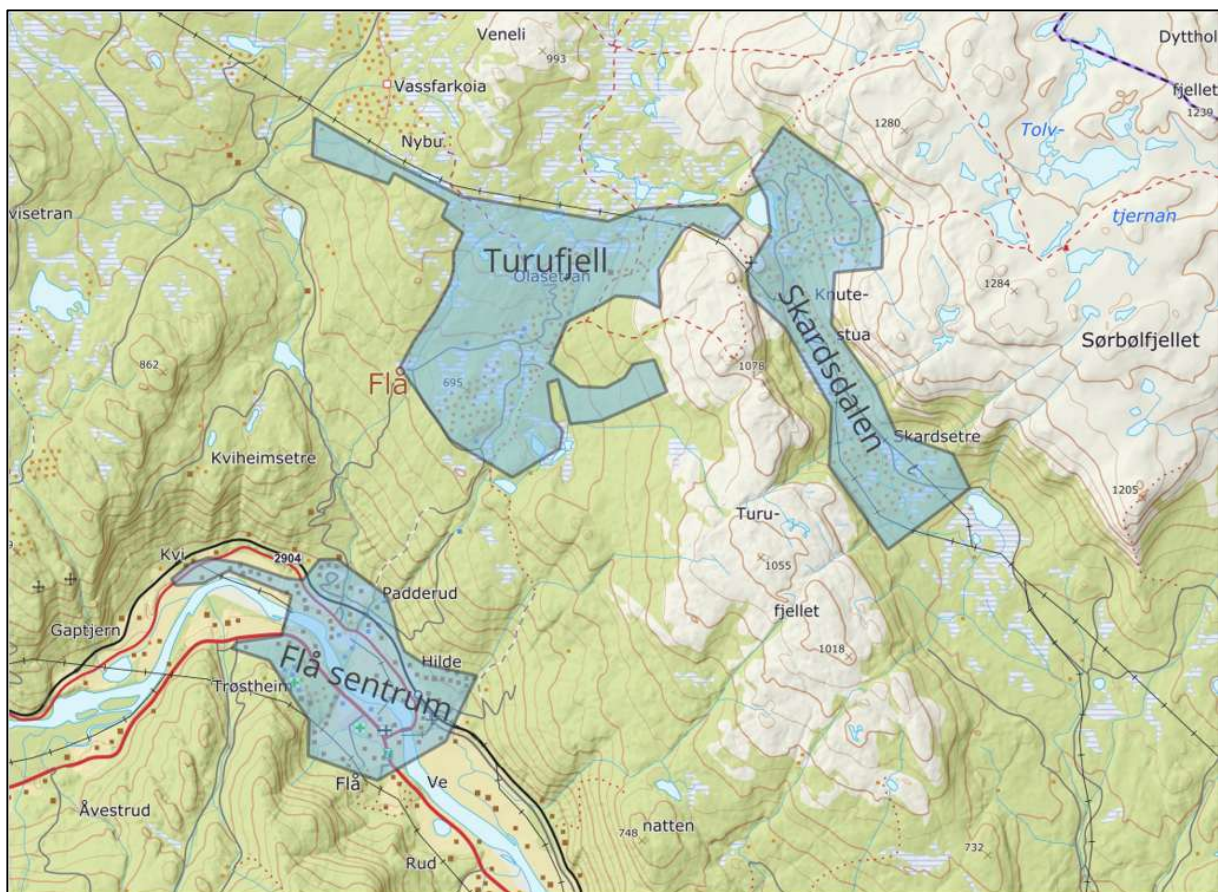 Veneli
993
Dytthol
fjellet
1239
Vassfarkoia
Nybu
1280
Tolv-
tjernan
visetran
Turufjell
Olasetran
Knute-
stua
1284
Sørbølfjellet
862
Flå
695
1076
Skardsdalen
Skardsetre
Kviheimsetre
1205
Turu-
fjellet
1055
1018
Kvi
2904
Padderud
Gaptjern
Hilde
Trøstheim
Flå sentrum
Flå
Ve
Åvestrud
748
natten
732
Rud